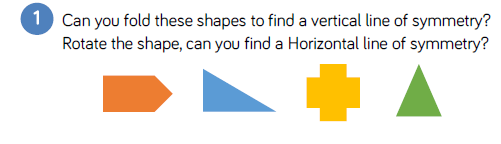 1 Can you fold these shapes to find a vertical line of symmetry?
Rotate the shape, can you find a Horizontal line of symmetry?